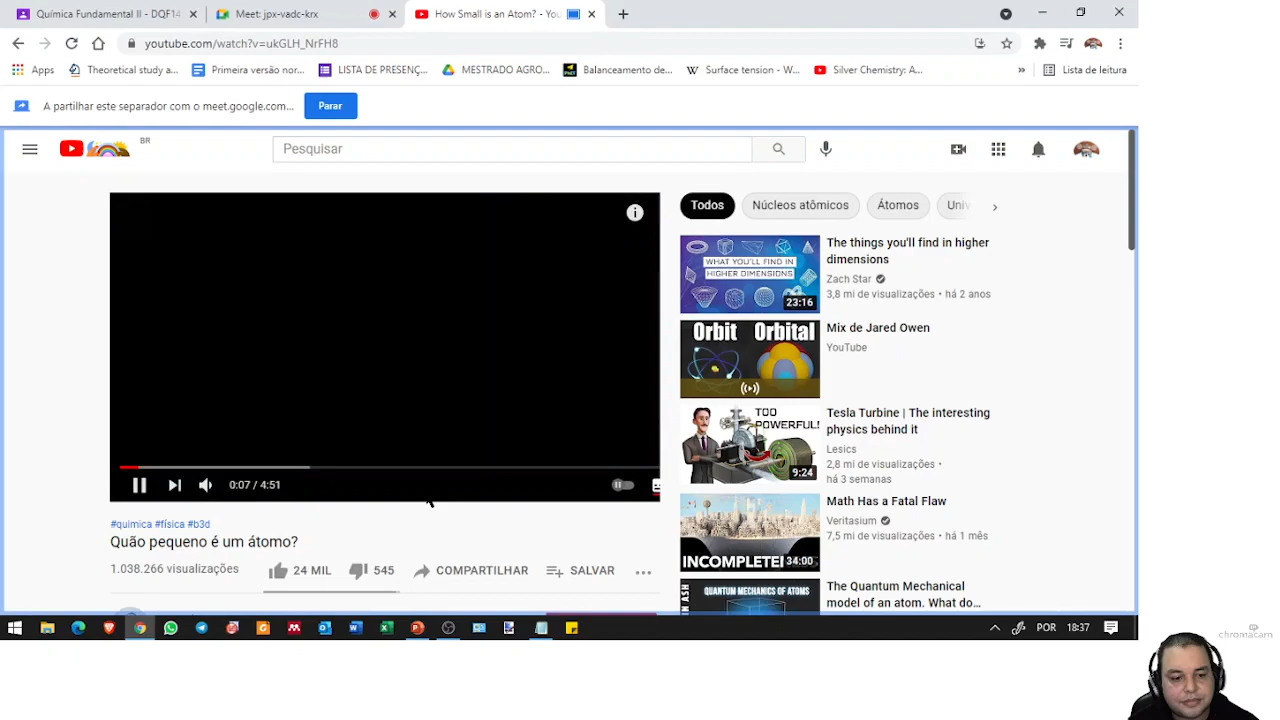 Química Fundamental II - DQF14
Meet: jpx-vadc-krx
How Small is an Atom? - You
youtube.com/watch?v=ukGLH_NrFH8
Apps
Theoretical study a...
Primeira versão nor...
LISTA DE PRESENÇ...
MESTRADO AGRO...
Balanceamento de...
Surface tension - W...
Silver Chemistry: A...
»
Lista de leitura
A partilhar este separador com o meet.google.com...
Parar
BR
Pesquisar
Todos
Núcleos atômicos
Átomos
Univ
WHAT YOU'LL FIND IN
HIGHER DIMENSIONS
23:16
The things you'll find in higher
dimensions
Zach Star
3,8 mi de visualizações • há 2 anos
Orbit Orbital
Mix de Jared Owen
YouTube
TOO
POWERFUL!
9:24
Tesla Turbine | The interesting
physics behind it
Lesics
2,8 mi de visualizações •
há 3 semanas
0:07 / 4:51
#quimica #física #b3d
Quão pequeno é um átomo?
1.038.266 visualizações
24 MIL
545
COMPARTILHAR
SALVAR
INCOMPLETE
34:00
Math Has a Fatal Flaw
Veritasium
7,5 mi de visualizações • há 1 mês
QUANTUM MECHANICS OF ATOMS
IN ASH
The Quantum Mechanical
model of an atom. What do...
POR
18:37
chromacam